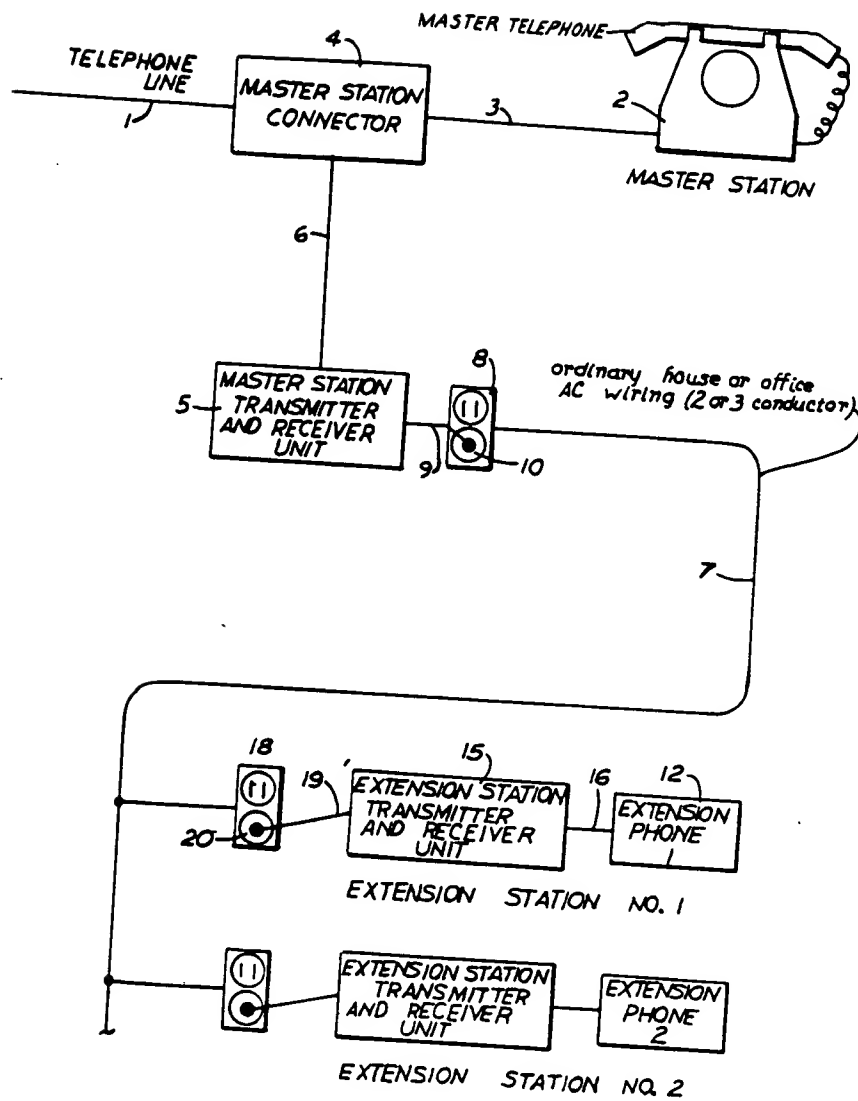 MASTER TELEPHONE
4
TELEPHONE
LINE
MASTER STATION
CONNECTOR
2
1
3
MASTER STATION
6
8
ordinary house or office
AC wiring (2 or 3 conductor)
5
MASTER STATION
TRANSMITTER
AND RECEIVER
UNIT
9
10
7
18
19
15
16
12
20
EXTENSION STATION
TRANSMITTER
AND RECEIVER
UNIT
EXTENSION
PHONE
1
EXTENSION STATION NO. 1
EXTENSION STATION
TRANSMITTER
AND RECEIVER
UNIT
EXTENSION
PHONE
2
EXTENSION STATION NO. 2